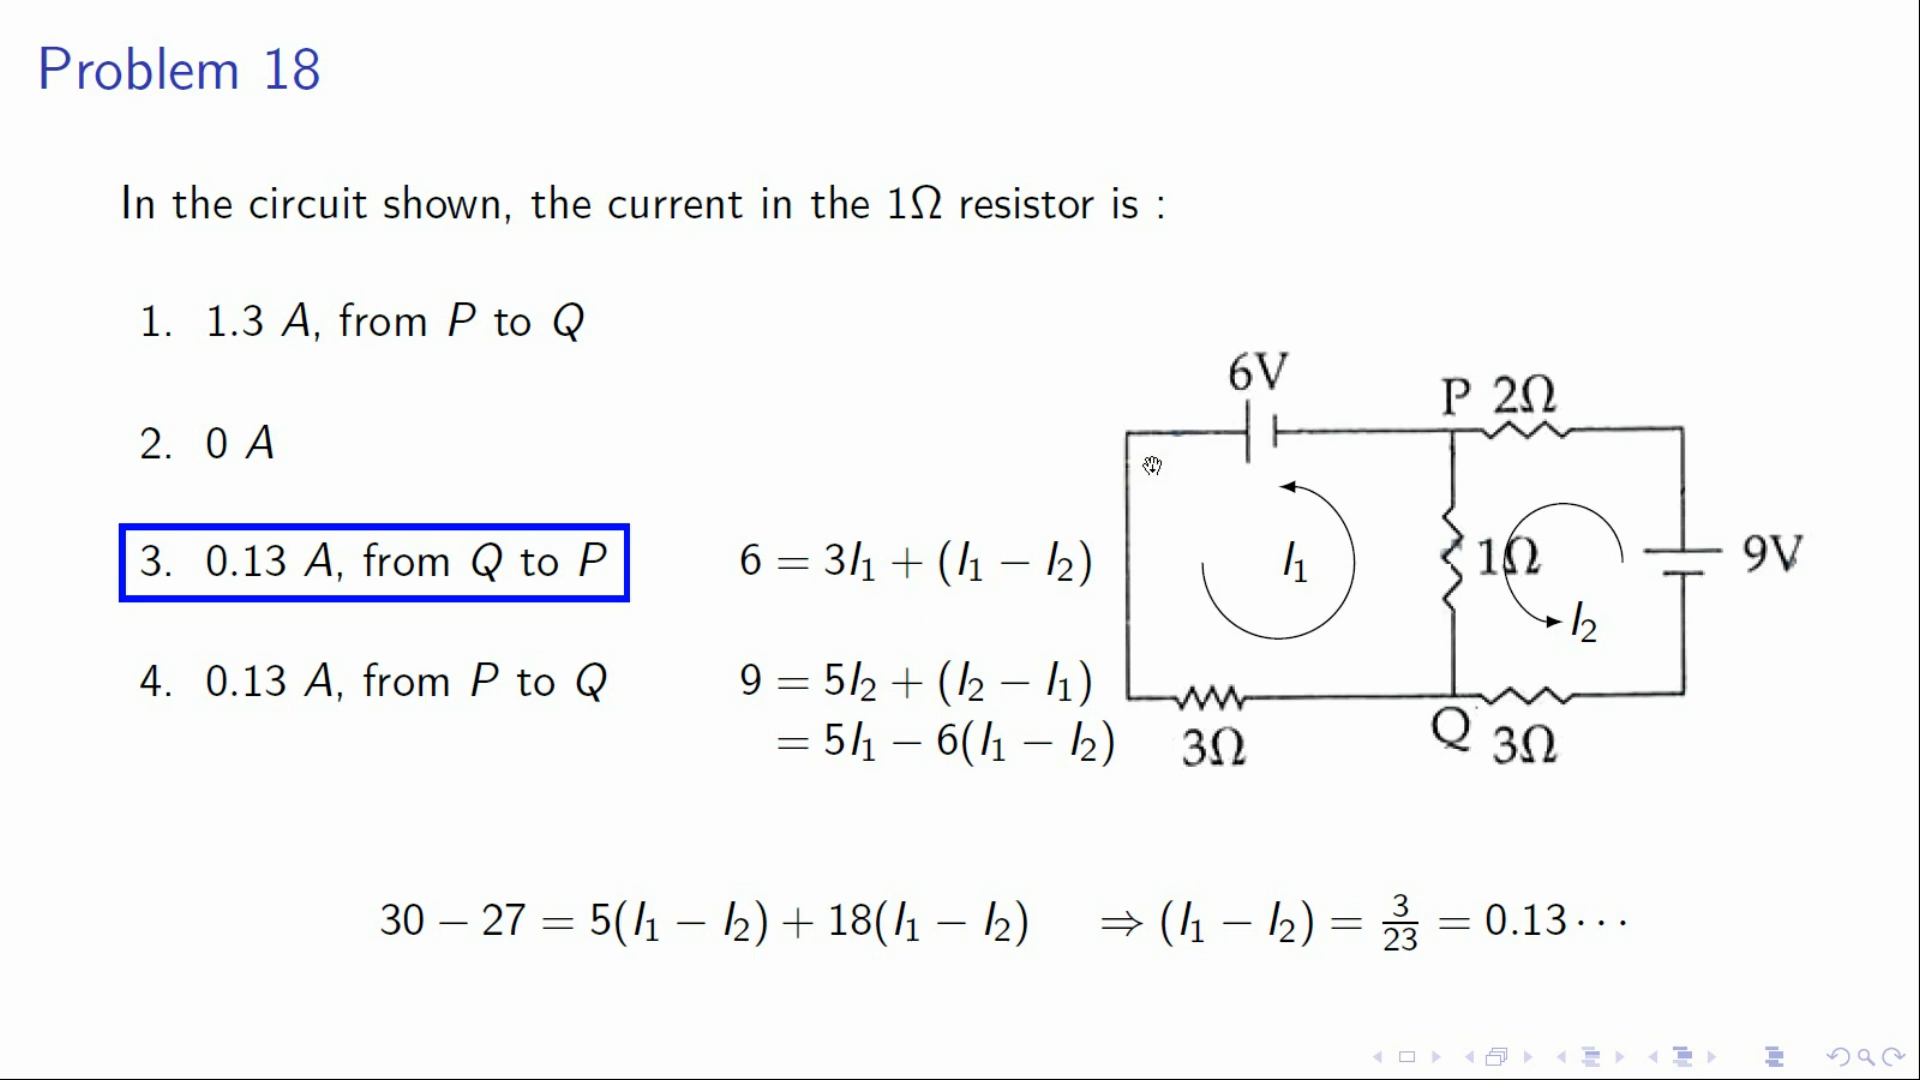 Problem 18
In the circuit shown, the current in the 1Ω resistor is :
1. 1.3 A, from P to Q
2. 0 A
3. 0.13 A, from Q to P
4. 0.13 A, from P to Q
6 = 3I₁ + (I₁ − I₂)
9 = 5I₂ + (I₂ − I₁)
= 5I₁ − 6(I₁ − I₂)
6V
P 2Ω
I₁
1Ω
I₂
9V
3Ω
Q 3Ω
30 − 27 = 5(I₁ − I₂) + 18(I₁ − I₂) ⇒ (I₁ − I₂) = 3/23 = 0.13 ···